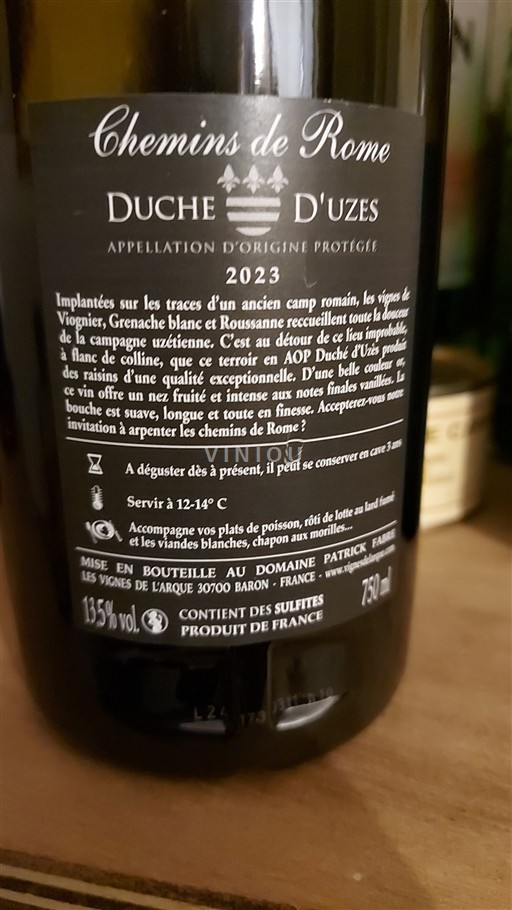 Chemins de Rome
DUCHE D'UZES
APPELLATION D'ORIGINE PROTÉGÉE
2023
Implantées sur les traces d'un ancien camp romain, les vignes de
Viognier, Grenache blanc et Roussanne reccueillent toute la douceur
de la campagne uzétienne. C'est au détour de ce lieu improbable,
à flanc de colline, que ce terroir en AOP Duché d'Uzès produit
des raisins d'une qualité exceptionnelle. D'une belle couleur or,
ce vin offre un nez fruité et intense aux notes finales vanillées. La
bouche est suave, longue et toute en finesse. Accepterez-vous notre
invitation à arpenter les chemins de Rome ?
VINIOU
A déguster dès à présent, il peut se conserver en cave 3 ans
Servir à 12-14° C
Accompagne vos plats de poisson, rôti de lotte au lard fumé
et les viandes blanches, chapon aux morilles...
MISE EN BOUTEILLE AU DOMAINE PATRICK FABRE
LES VIGNES DE L'ARQUE 30700 BARON - FRANCE - www.vignesdelarque.com
13.5% vol. CONTIENT DES SULFITES 750 ml
PRODUIT DE FRANCE